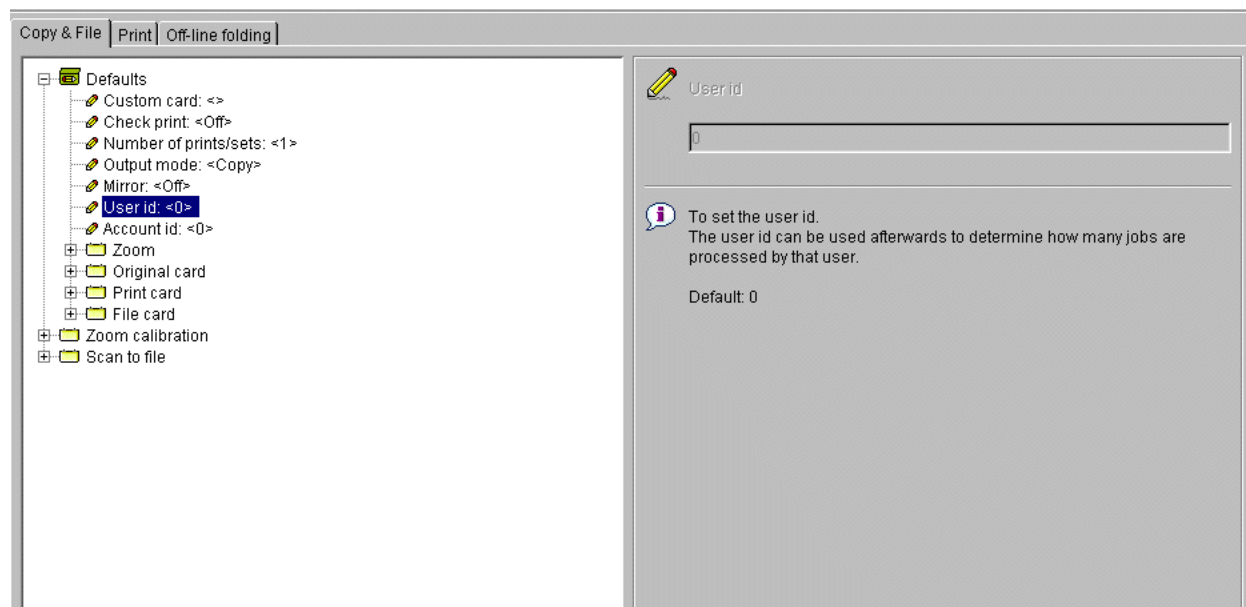 Copy & File Print Off-line folding
Defaults
Custom card: <>
Check print: <Off>
Number of prints/sets: <1>
Output mode: <Copy>
Mirror: <Off>
User id: <0>
Account id: <0>
Zoom
Original card
Print card
File card
Zoom calibration
Scan to file
User id
0
To set the user id.
The user id can be used afterwards to determine how many jobs are
processed by that user.
Default: 0